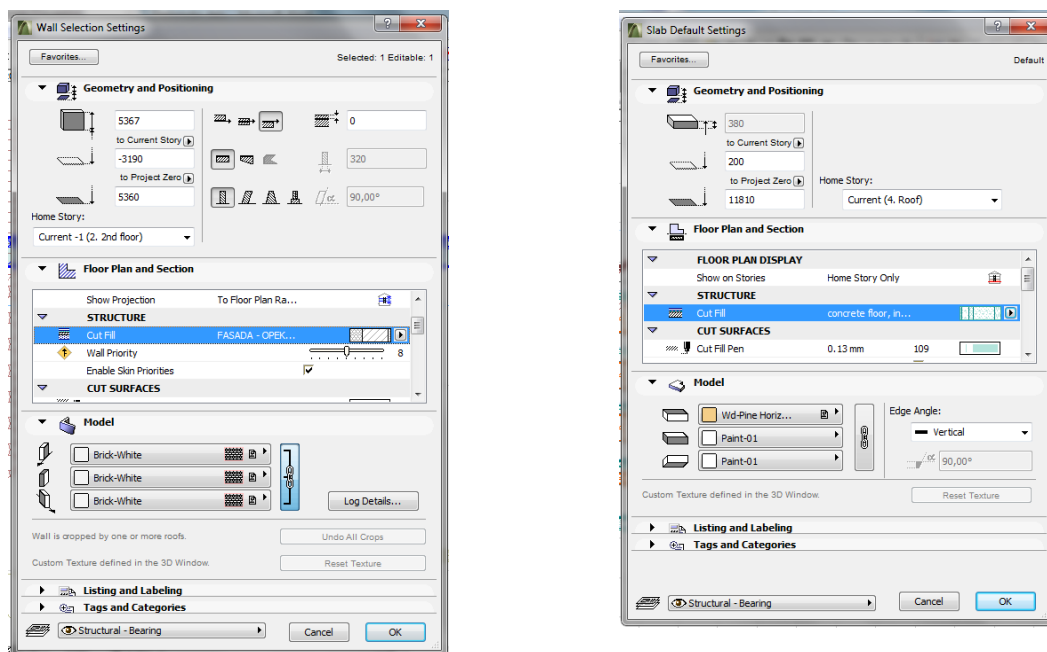 Wall Selection Settings
Favorites...
Selected: 1 Editable: 1
Geometry and Positioning
5367
0
to Current Story
-3190
320
to Project Zero
5360
α
90,00°
Home Story:
Current -1 (2. 2nd floor)
Floor Plan and Section
Show Projection To Floor Plan Ra...
STRUCTURE
Cut Fill FASADA - OPEK...
Wall Priority 8
Enable Skin Priorities
CUT SURFACES
Model
Brick-White
Brick-White
Brick-White
Log Details...
Wall is cropped by one or more roofs.
Undo All Crops
Custom Texture defined in the 3D Window.
Reset Texture
Listing and Labeling
Tags and Categories
Structural - Bearing
Cancel
OK
Slab Default Settings
Favorites...
Default
Geometry and Positioning
380
to Current Story
200
to Project Zero
Home Story:
11810
Current (4. Roof)
Floor Plan and Section
FLOOR PLAN DISPLAY
Show on Stories Home Story Only
STRUCTURE
Cut Fill concrete floor, in...
CUT SURFACES
Cut Fill Pen 0.13 mm 109
Model
Wd-Pine Horiz...
Edge Angle:
Paint-01
Vertical
Paint-01
α
90,00°
Custom Texture defined in the 3D Window.
Reset Texture
Listing and Labeling
Tags and Categories
Structural - Bearing
Cancel
OK